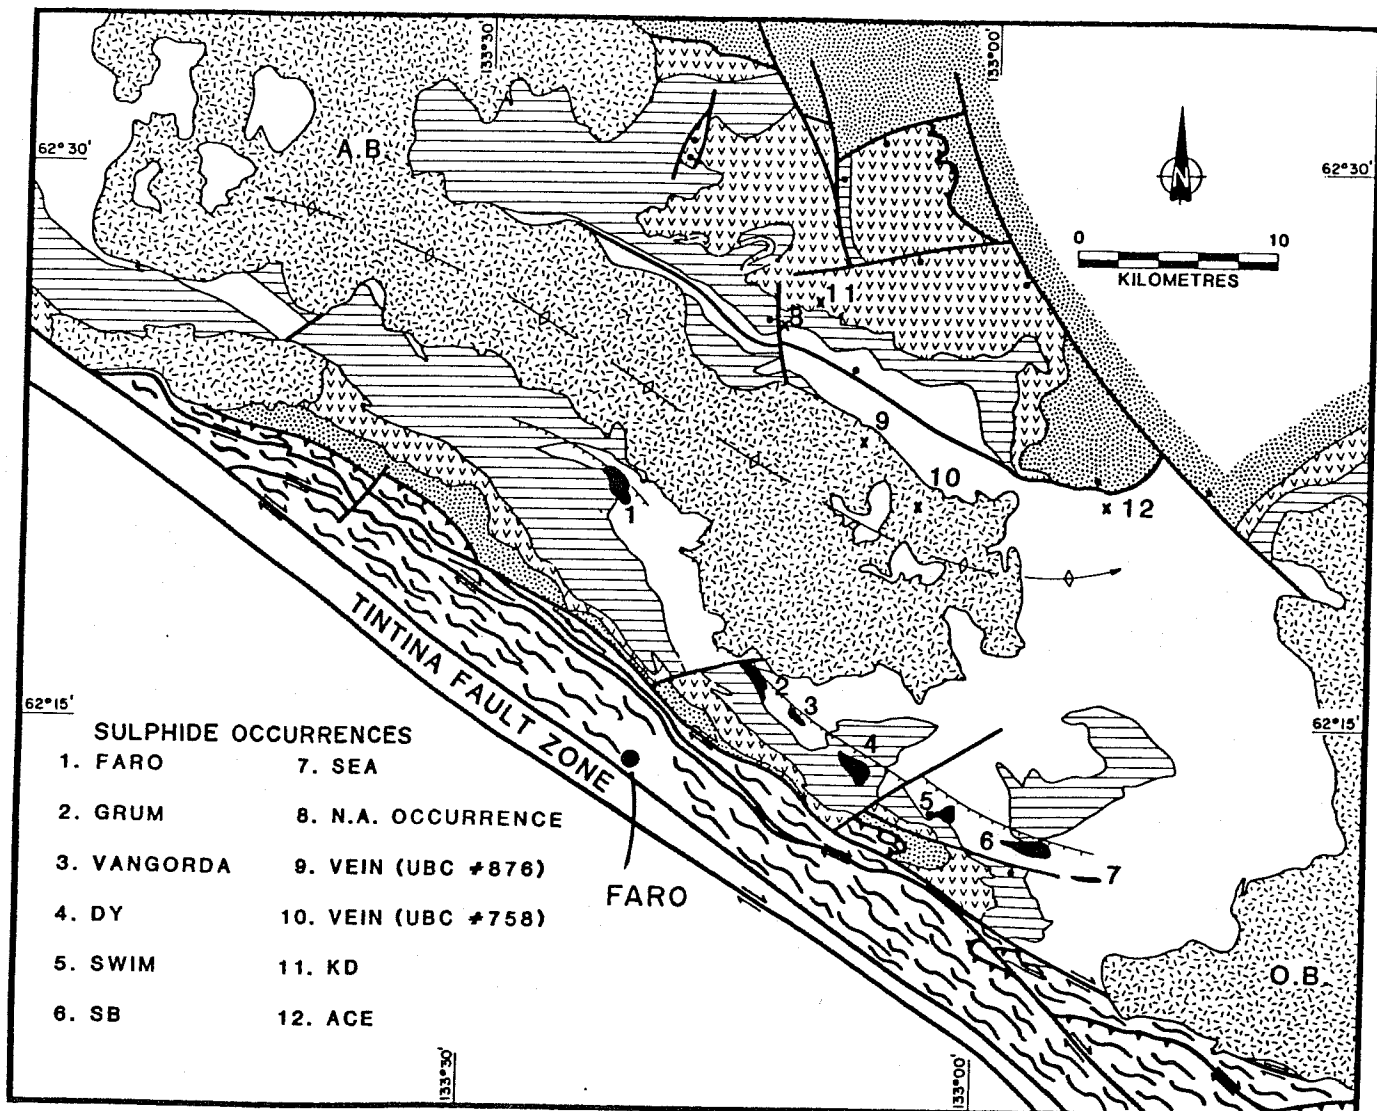 133°30'
133°00'
62°30'
A.B.
62°30'
N
0 10
KILOMETRES
11
8
9
10
12
1
TINTINA FAULT ZONE
2
3
4
5
6
7
62°15'
62°15'
SULPHIDE OCCURRENCES
1. FARO 7. SEA
2. GRUM 8. N.A. OCCURRENCE
3. VANGORDA 9. VEIN (UBC #876)
4. DY 10. VEIN (UBC #758)
5. SWIM 11. KD
6. SB 12. ACE
FARO
O.B.
133°30'
133°00'